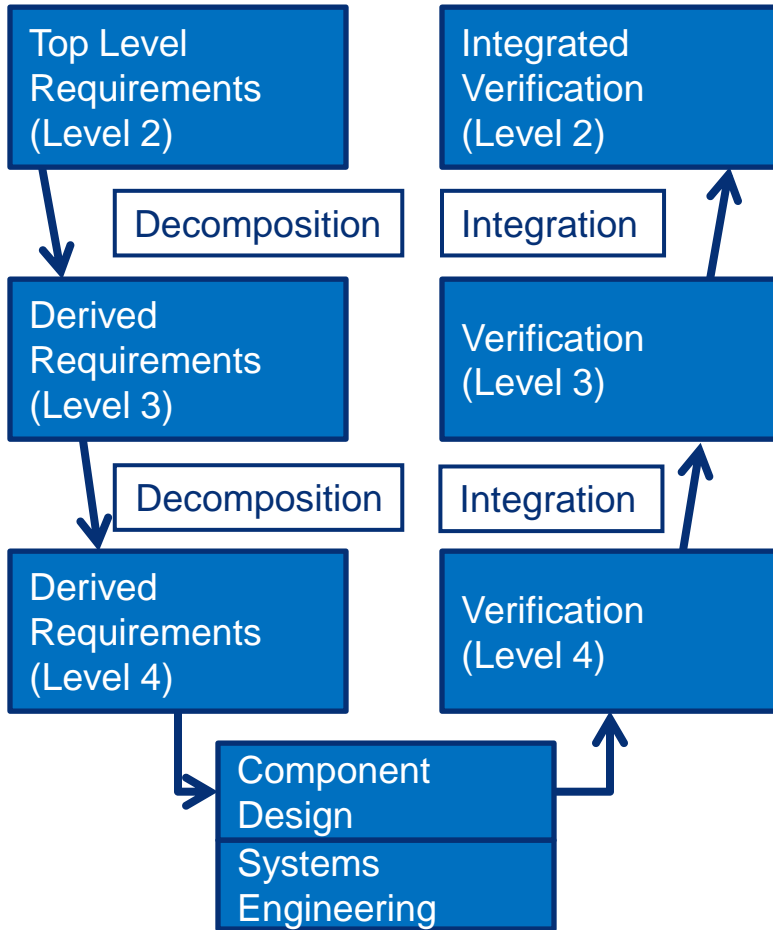 Top Level
Requirements
(Level 2)
Integrated
Verification
(Level 2)
Decomposition
Integration
Derived
Requirements
(Level 3)
Verification
(Level 3)
Decomposition
Integration
Derived
Requirements
(Level 4)
Verification
(Level 4)
Component
Design
Systems
Engineering